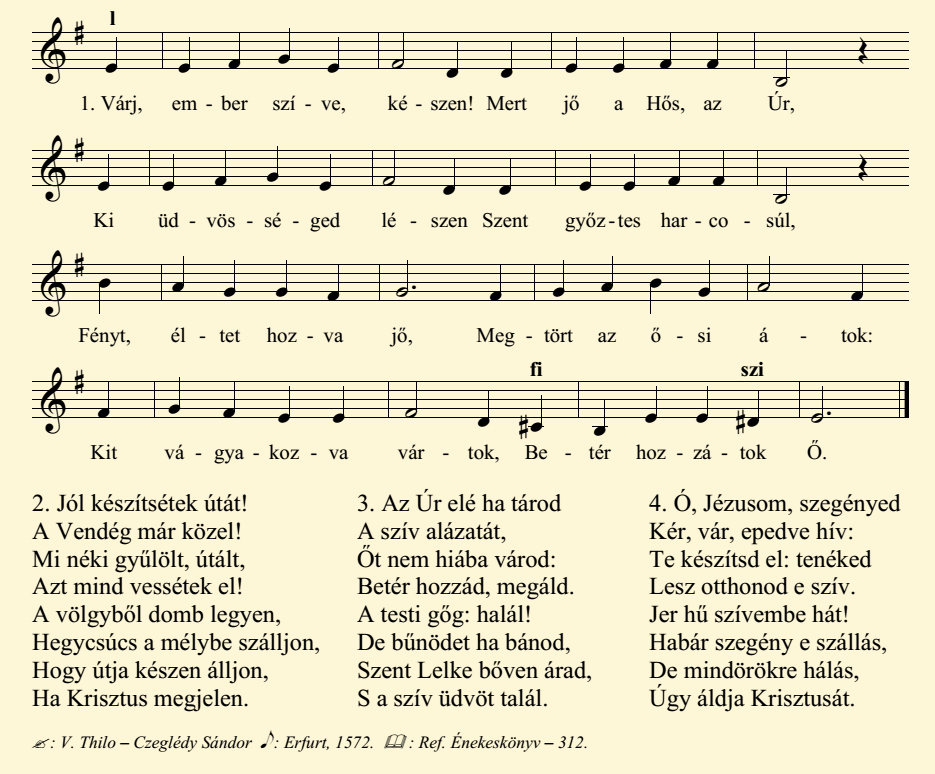 l
1. Várj, em - ber szí - ve, ké - szen! Mert jő a Hős, az Úr,
Ki üd - vös - sé - ged lé - szen Szent győz - tes har - co - súl,
Fényt, él - tet hoz - va jő, Meg - tört az ő - si á - tok:
fi szi
Kit vá - gya - koz - va vár - tok, Be - tér hoz - zá - tok Ő.
2. Jól készítsétek útát!
A Vendég már közel!
Mi néki gyűlölt, útált,
Azt mind vessétek el!
A völgyből domb legyen,
Hegycsúcs a mélybe szálljon,
Hogy útja készen álljon,
Ha Krisztus megjelen.
3. Az Úr elé ha tárod
A szív alázatát,
Őt nem hiába várod:
Betér hozzád, megáld.
A testi gőg: halál!
De bűnödet ha bánod,
Szent Lelke bőven árad,
S a szív üdvöt talál.
4. Ó, Jézusom, szegényed
Kér, vár, epedve hív:
Te készítsd el: tenéked
Lesz otthonod e szív.
Jer hű szívembe hát!
Habár szegény e szállás,
De mindörökre hálás,
Úgy áldja Krisztusát.
✍: V. Thilo – Czeglédy Sándor ♪: Erfurt, 1572. 🕮: Ref. Énekeskönyv – 312.